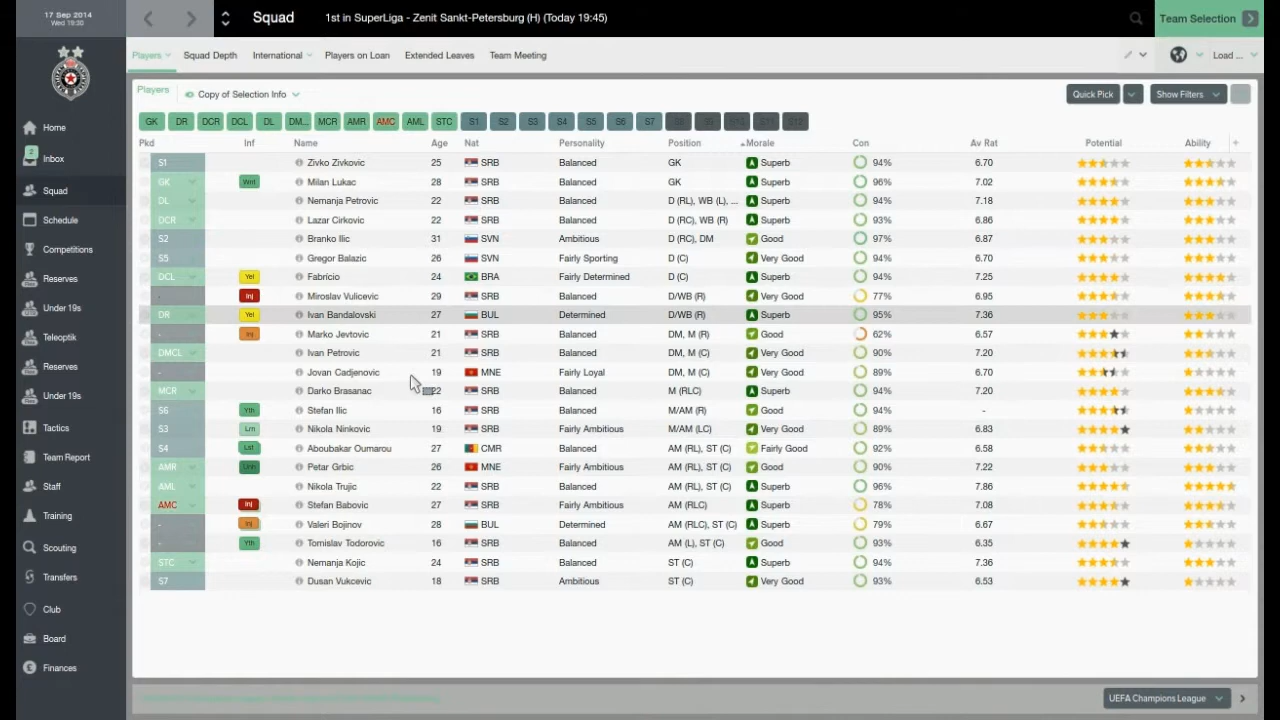 17 Sep 2014
Wed 19:30
Squad
1st in SuperLiga - Zenit Sankt-Petersburg (H) (Today 19:45)
Team Selection
Players Squad Depth International Players on Loan Extended Leaves Team Meeting Load ...
Players Copy of Selection Info Quick Pick Show Filters
GK DR DCR DCL DL DM... MCR AMR AMC AML STC S1 S2 S3 S4 S5 S6 S7 S8 S9 S10 S11 S12
Pkd Inf Name Age Nat Personality Position Morale Con Av Rat Potential Ability +
S1 Zivko Zivkovic 25 SRB Balanced GK Superb 94% 6.70
GK Wnt Milan Lukac 28 SRB Balanced GK Superb 96% 7.02
DL Nemanja Petrovic 22 SRB Balanced D (RL), WB (L), ... Superb 94% 7.18
DCR Lazar Cirkovic 22 SRB Balanced D (RC), WB (R) Superb 93% 6.86
S2 Branko Ilic 31 SVN Ambitious D (RC), DM Good 97% 6.87
S5 Gregor Balazic 26 SVN Fairly Sporting D (C) Very Good 94% 6.70
DCL Yel Fabrício 24 BRA Fairly Determined D (C) Superb 94% 7.25
- Inj Miroslav Vulicevic 29 SRB Balanced D/WB (R) Very Good 77% 6.95
DR Yel Ivan Bandalovski 27 BUL Determined D/WB (R) Superb 95% 7.36
- Inj Marko Jevtovic 21 SRB Balanced DM, M (R) Good 62% 6.57
DMCL Ivan Petrovic 21 SRB Balanced DM, M (C) Very Good 90% 7.20
- Jovan Cadjenovic 19 MNE Fairly Loyal DM, M (C) Very Good 89% 6.70
MCR Darko Brasanac 22 SRB Balanced M (RLC) Superb 94% 7.20
S6 Yth Stefan Ilic 16 SRB Balanced M/AM (R) Good 94% -
S3 Lrn Nikola Ninkovic 19 SRB Fairly Ambitious M/AM (LC) Very Good 89% 6.83
S4 Lst Aboubakar Oumarou 27 CMR Balanced AM (RL), ST (C) Fairly Good 92% 6.58
AMR Unh Petar Grbic 26 MNE Fairly Ambitious AM (RL), ST (C) Good 90% 7.22
AML Nikola Trujic 22 SRB Balanced AM (RL), ST (C) Superb 96% 7.86
AMC Inj Stefan Babovic 27 SRB Fairly Ambitious AM (RLC) Superb 78% 7.08
- Inj Valeri Bojinov 28 BUL Determined AM (RLC), ST (C) Superb 79% 6.67
- Yth Tomislav Todorovic 16 SRB Balanced AM (L), ST (C) Good 93% 6.35
STC Nemanja Kojic 24 SRB Balanced ST (C) Superb 94% 7.36
S7 Dusan Vukcevic 18 SRB Ambitious ST (C) Very Good 93% 6.53
Home
2
Inbox
Squad
Schedule
Competitions
Reserves
Under 19s
Teleoptik
Reserves
Under 19s
Tactics
Team Report
Staff
Training
Scouting
Transfers
Club
Board
Finances
UEFA Champions League